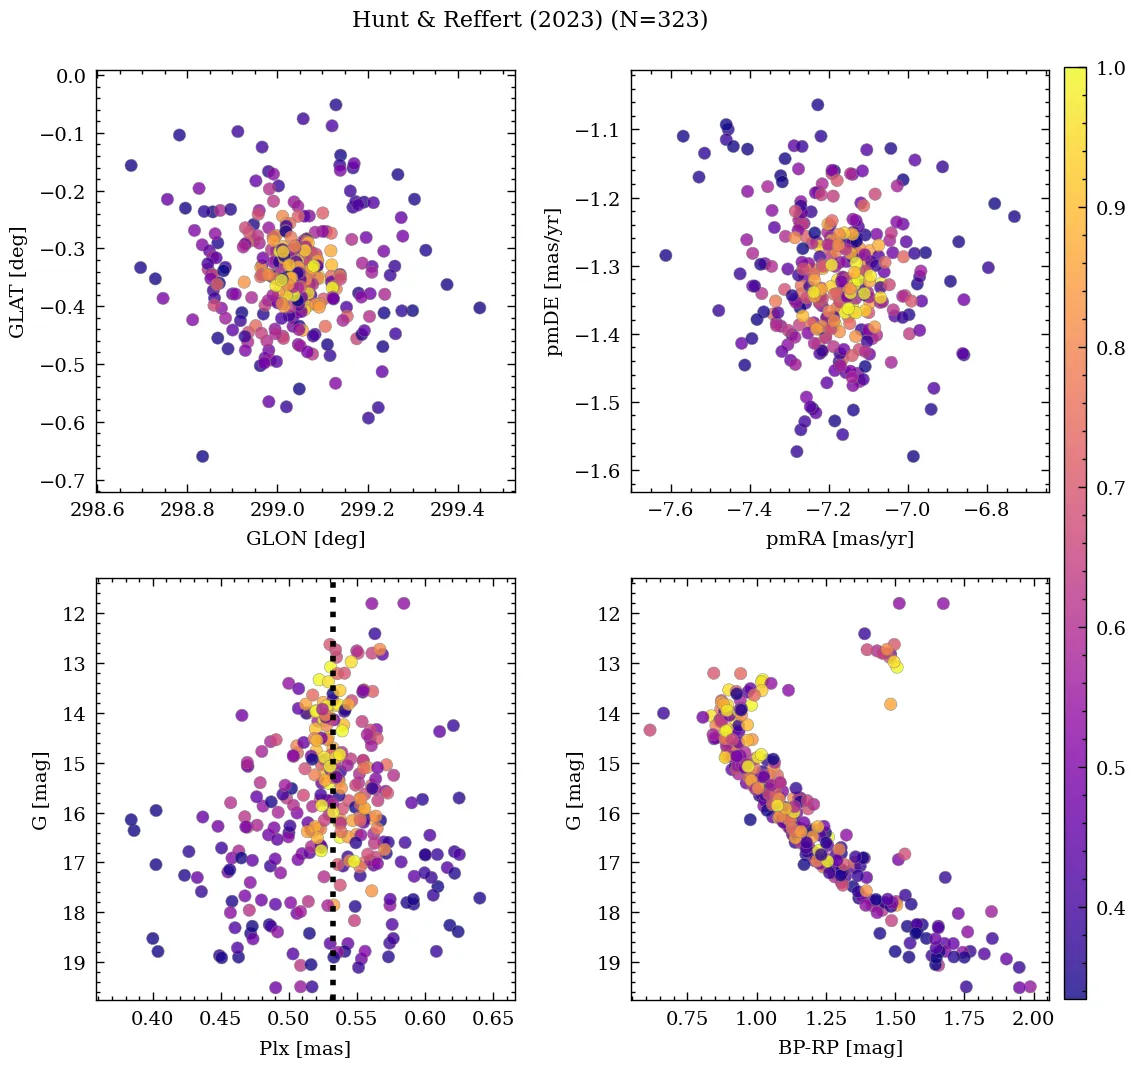 Hunt & Reffert (2023) (N=323)
0.0
−0.1
−0.2
−0.3
−0.4
−0.5
−0.6
−0.7
GLAT [deg]
298.6 298.8 299.0 299.2 299.4
GLON [deg]
−1.1
−1.2
−1.3
−1.4
−1.5
−1.6
pmDE [mas/yr]
−7.6 −7.4 −7.2 −7.0 −6.8
pmRA [mas/yr]
12
13
14
15
16
17
18
19
G [mag]
0.40 0.45 0.50 0.55 0.60 0.65
Plx [mas]
12
13
14
15
16
17
18
19
G [mag]
0.75 1.00 1.25 1.50 1.75 2.00
BP-RP [mag]
1.0
0.9
0.8
0.7
0.6
0.5
0.4